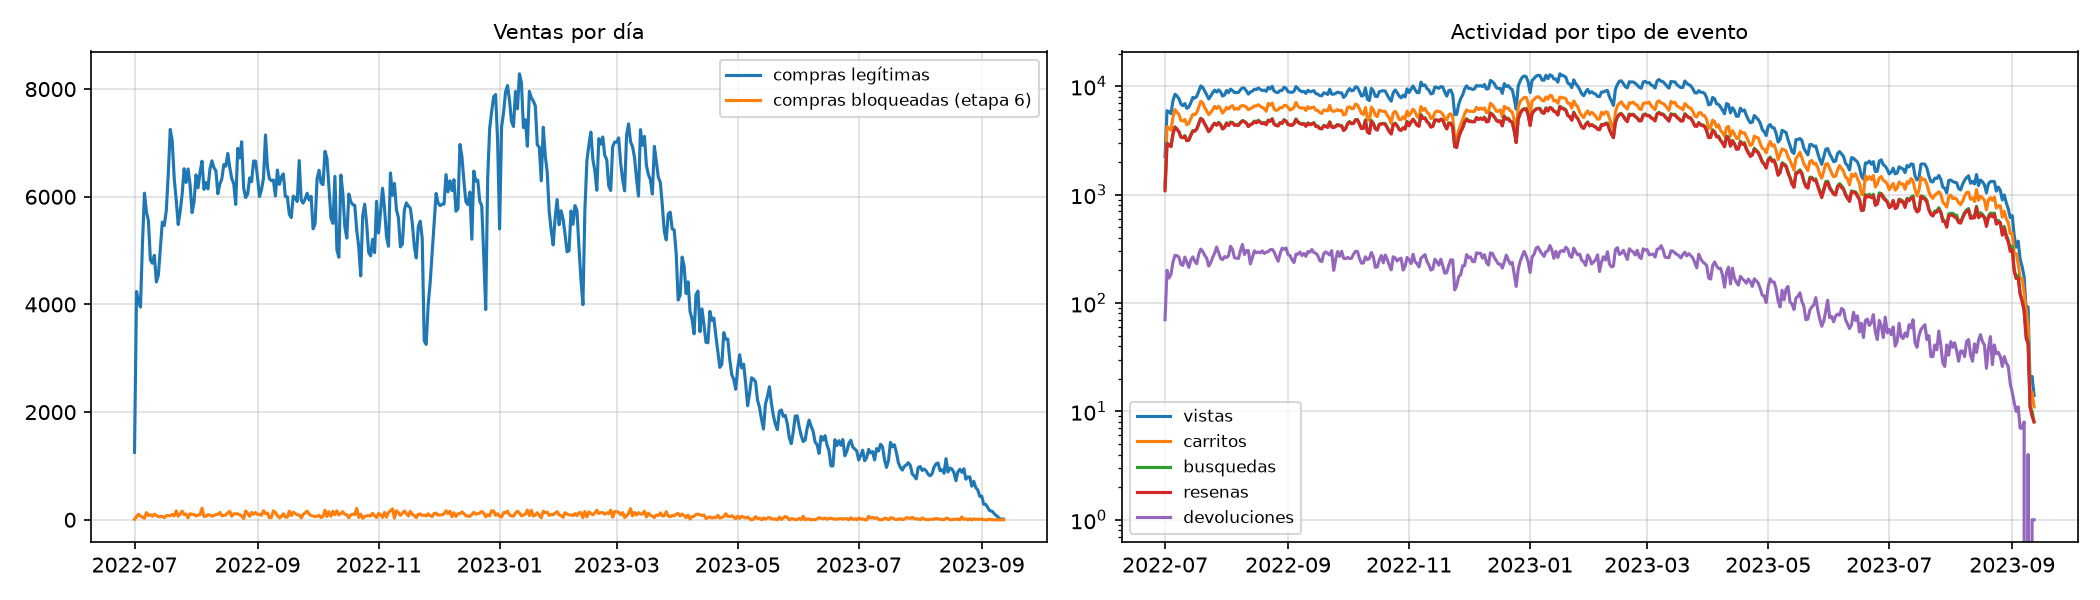 Ventas por día
compras legítimas
compras bloqueadas (etapa 6)
8000
6000
4000
2000
0
2022-07
2022-09
2022-11
2023-01
2023-03
2023-05
2023-07
2023-09
Actividad por tipo de evento
10⁴
10³
10²
10¹
10⁰
vistas
carritos
busquedas
resenas
devoluciones
2022-07
2022-09
2022-11
2023-01
2023-03
2023-05
2023-07
2023-09